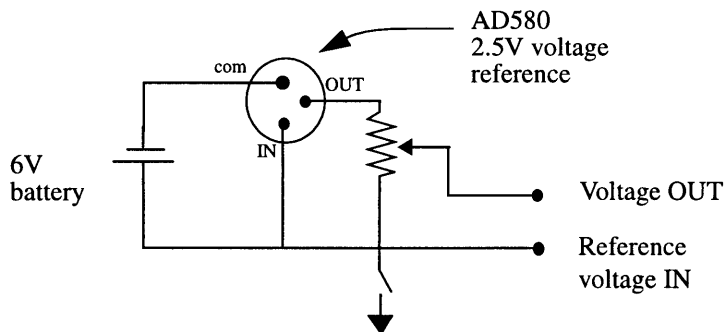 AD580
2.5V voltage
reference
com
OUT
IN
6V
battery
Voltage OUT
Reference
voltage IN